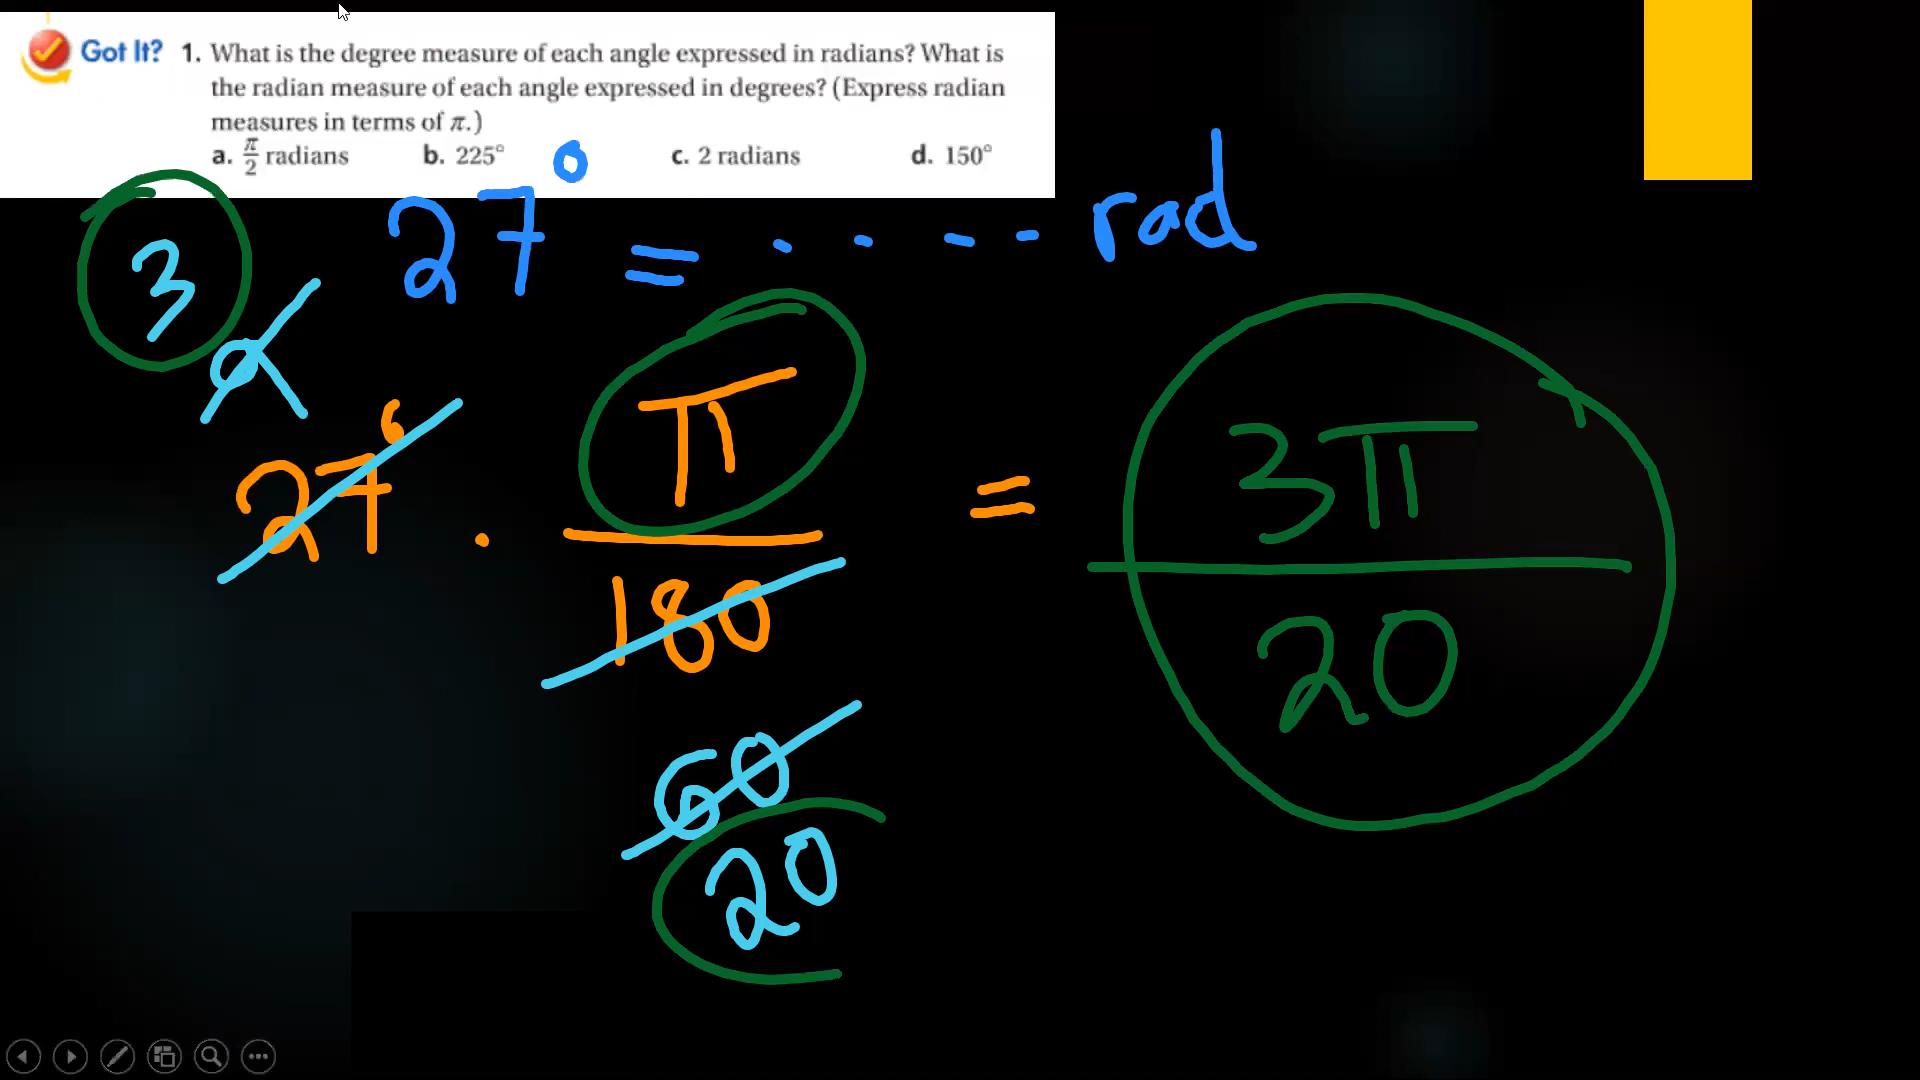 Got It? 1. What is the degree measure of each angle expressed in radians? What is
the radian measure of each angle expressed in degrees? (Express radian
measures in terms of π.)
a. π/2 radians b. 225° c. 2 radians d. 150°
27° = - - - - rad
3
9
27° · π/180 = 3π/20
60
20